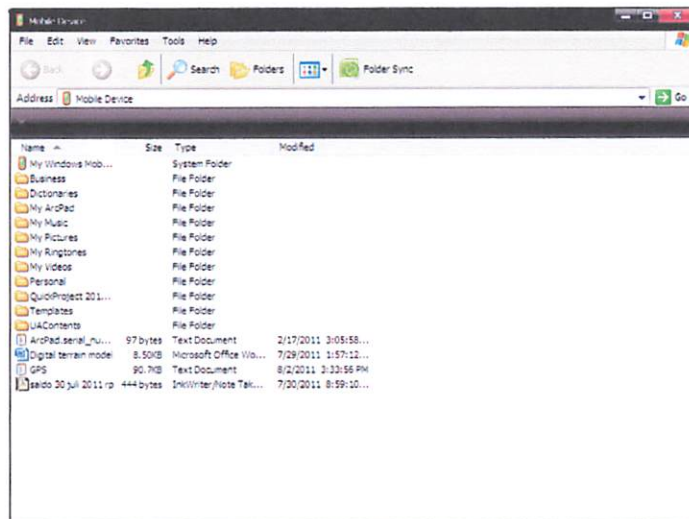 Mobile Device
File Edit View Favorites Tools Help
Back Search Folders Folder Sync
Address Mobile Device Go
Name Size Type Modified
My Windows Mob... System Folder
Business File Folder
Dictionaries File Folder
My ArcPad File Folder
My Music File Folder
My Pictures File Folder
My Ringtones File Folder
My Videos File Folder
Personal File Folder
QuickProject 201... File Folder
Templates File Folder
UAContents File Folder
ArcPad.serial_nu... 97 bytes Text Document 2/17/2011 3:05:58...
Digital terrain model 8.50KB Microsoft Office Wo... 7/29/2011 1:57:12...
GPS 90.7KB Text Document 8/2/2011 3:33:56 PM
saldo 30 juli 2011 rp 444 bytes InkWriter/Note Tak... 7/30/2011 8:59:10...